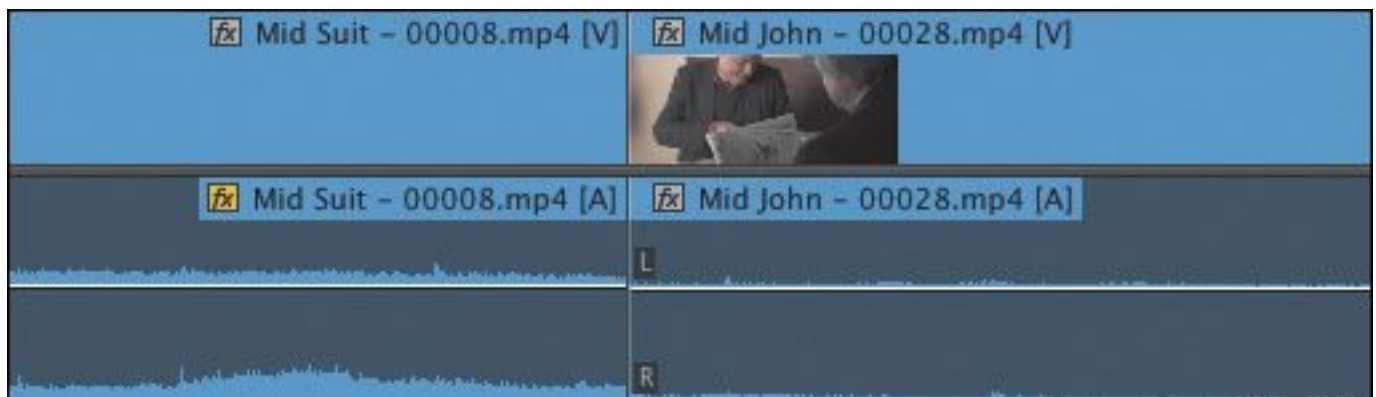 fx Mid Suit – 00008.mp4 [V] fx Mid John – 00028.mp4 [V]
fx Mid Suit – 00008.mp4 [A] fx Mid John – 00028.mp4 [A]
L
R